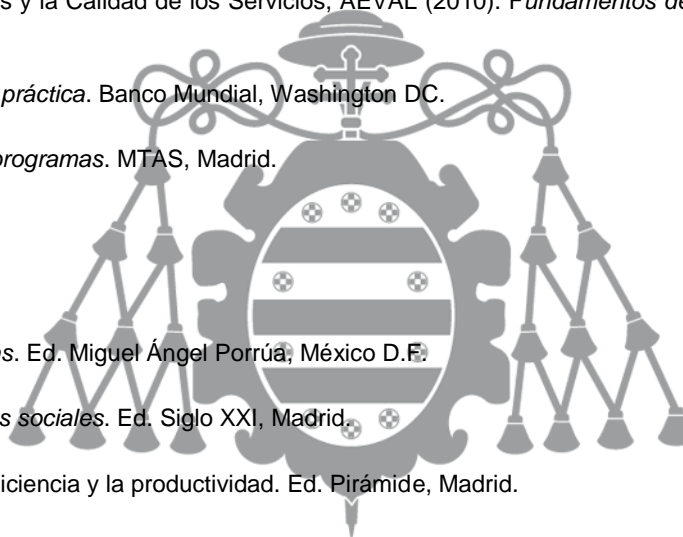 s y la Calidad de los Servicios, AEVAL (2010). Fundamentos de
práctica. Banco Mundial, Washington DC.
programas. MTAS, Madrid.
as. Ed. Miguel Ángel Porrúa, México D.F.
s sociales. Ed. Siglo XXI, Madrid.
iciencia y la productividad. Ed. Pirámide, Madrid.